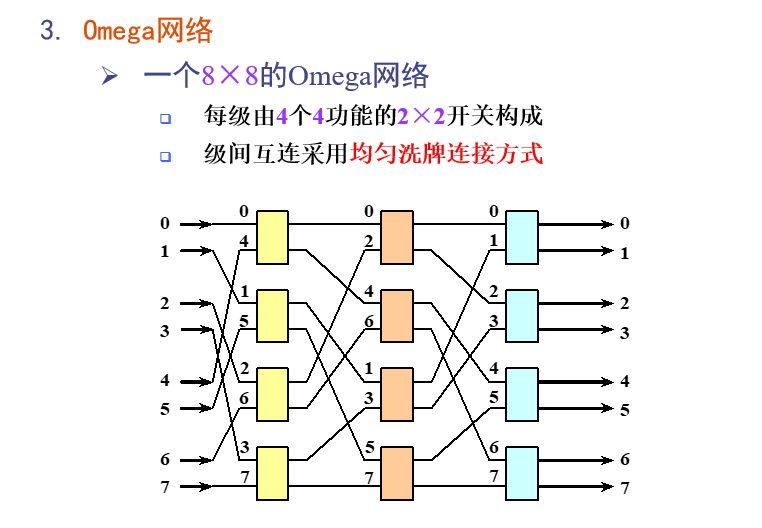 3. Omega网络
➢ 一个8×8的Omega网络
❑ 每级由4个4功能的2×2开关构成
❑ 级间互连采用均匀洗牌连接方式
0 0 0 0 0
1 4 2 1 1
2 1 4 2 2
3 5 6 3 3
4 2 1 4 4
5 6 3 5 5
6 3 5 6 6
7 7 7 7 7